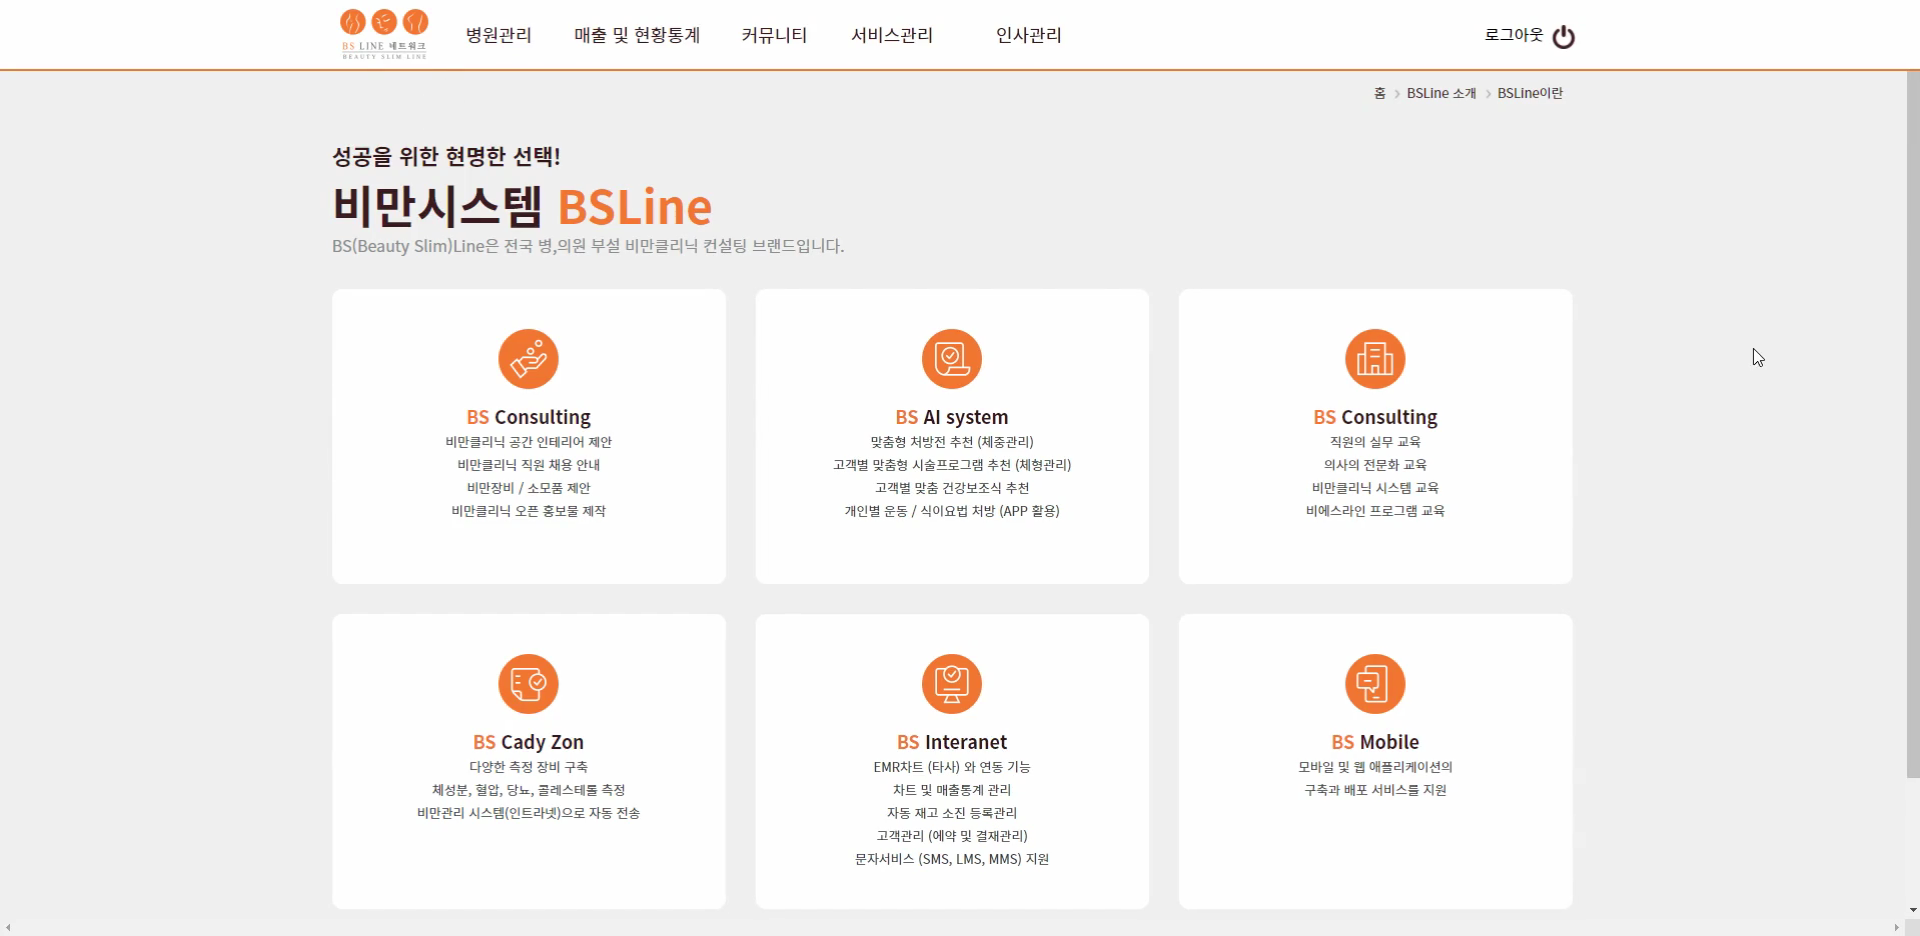 BS LINE 네트워크
BEAUTY SLIM LINE
병원관리
매출 및 현황통계
커뮤니티
서비스관리
인사관리
로그아웃
홈 > BSLine 소개 > BSLine이란
성공을 위한 현명한 선택!
비만시스템 BSLine
BS(Beauty Slim)Line은 전국 병,의원 부설 비만클리닉 컨설팅 브랜드입니다.
BS Consulting
비만클리닉 공간 인테리어 제안
비만클리닉 직원 채용 안내
비만장비 / 소모품 제안
비만클리닉 오픈 홍보물 제작
BS AI system
맞춤형 처방전 추천 (체중관리)
고객별 맞춤형 시술프로그램 추천 (체형관리)
고객별 맞춤 건강보조식 추천
개인별 운동 / 식이요법 처방 (APP 활용)
BS Consulting
직원의 실무 교육
의사의 전문화 교육
비만클리닉 시스템 교육
비에스라인 프로그램 교육
BS Cady Zon
다양한 측정 장비 구축
체성분, 혈압, 당뇨, 콜레스테롤 측정
비만관리 시스템(인트라넷)으로 자동 전송
BS Interanet
EMR차트 (타사) 와 연동 기능
차트 및 매출통계 관리
자동 재고 소진 등록관리
고객관리 (예약 및 결재관리)
문자서비스 (SMS, LMS, MMS) 지원
BS Mobile
모바일 및 웹 애플리케이션의
구축과 배포 서비스를 지원